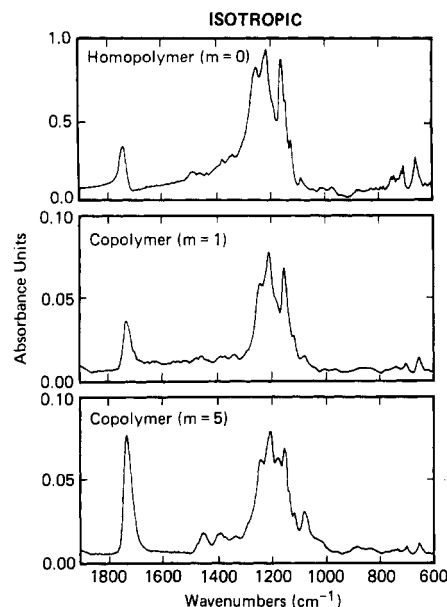 ISOTROPIC
Homopolymer (m = 0)
1.0
0.5
0.0
Copolymer (m = 1)
0.10
0.05
0.00
Copolymer (m = 5)
0.10
0.05
0.00
Absorbance Units
1800 1600 1400 1200 1000 800 600
Wavenumbers (cm⁻¹)